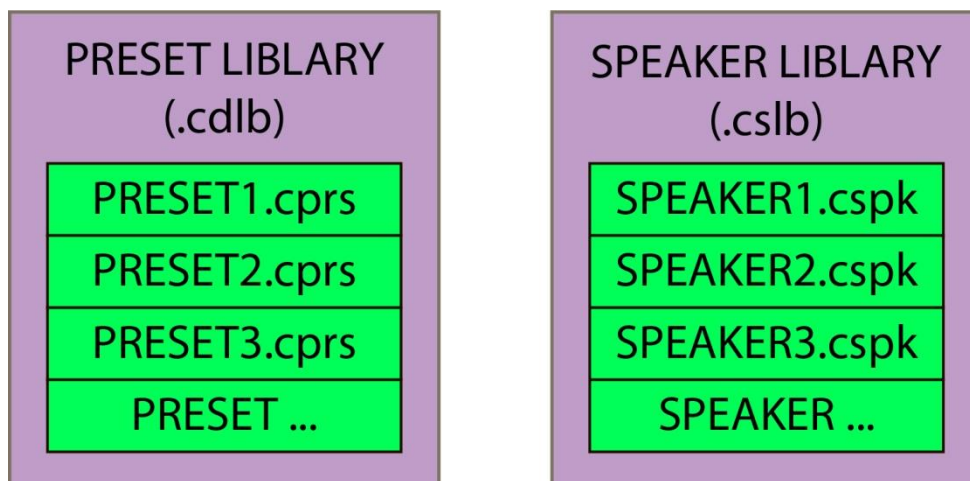 PRESET LIBLARY
(.cdlb)
PRESET1.cprs
PRESET2.cprs
PRESET3.cprs
PRESET ...
SPEAKER LIBLARY
(.cslb)
SPEAKER1.cspk
SPEAKER2.cspk
SPEAKER3.cspk
SPEAKER ...